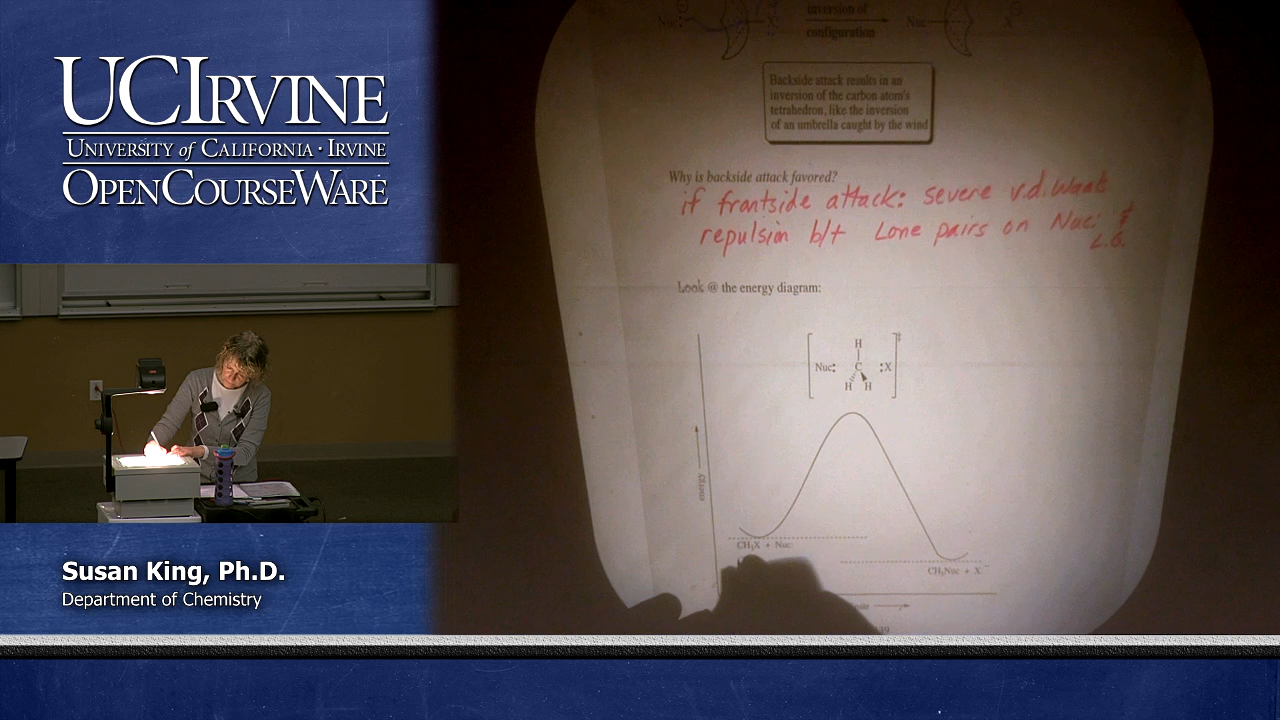 UCIRVINE
UNIVERSITY of CALIFORNIA · IRVINE
OPENCOURSEWARE
Susan King, Ph.D.
Department of Chemistry
Nuc: X inversion of Nuc X
configuration
Backside attack results in an
inversion of the carbon atom's
tetrahedron, like the inversion
of an umbrella caught by the wind
Why is backside attack favored?
if frontside attack: severe v.d. Waals
repulsion b/t Lone pairs on Nuc: &
L.G.
Look @ the energy diagram:
H ‡
Nuc: C :X
H H
CH₃X + Nuc:
CH₃Nuc + X⁻
39